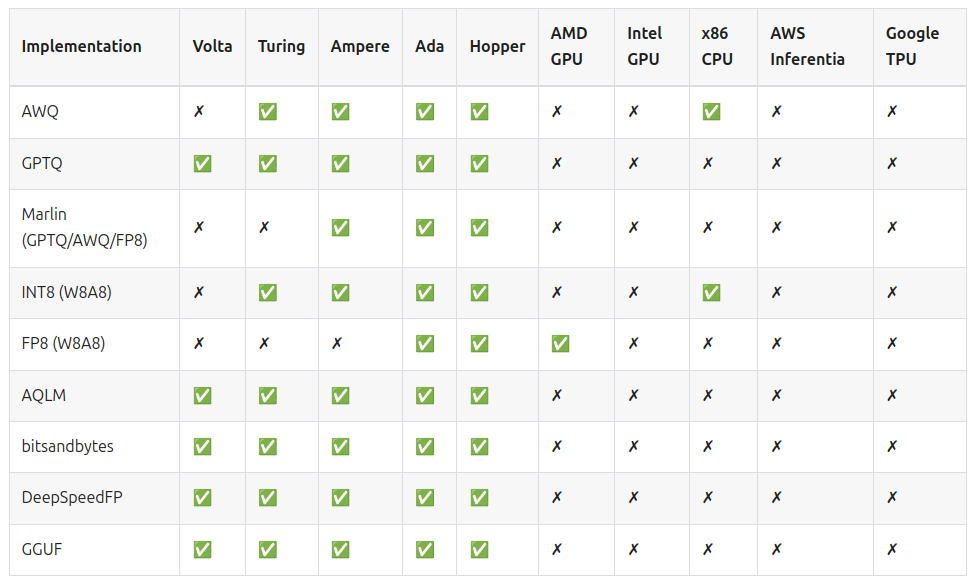 Implementation Volta Turing Ampere Ada Hopper AMD GPU Intel GPU x86 CPU AWS Inferentia Google TPU
AWQ ✗ ✅ ✅ ✅ ✅ ✗ ✗ ✅ ✗ ✗
GPTQ ✅ ✅ ✅ ✅ ✅ ✗ ✗ ✗ ✗ ✗
Marlin (GPTQ/AWQ/FP8) ✗ ✗ ✅ ✅ ✅ ✗ ✗ ✗ ✗ ✗
INT8 (W8A8) ✗ ✅ ✅ ✅ ✅ ✗ ✗ ✅ ✗ ✗
FP8 (W8A8) ✗ ✗ ✗ ✅ ✅ ✅ ✗ ✗ ✗ ✗
AQLM ✅ ✅ ✅ ✅ ✅ ✗ ✗ ✗ ✗ ✗
bitsandbytes ✅ ✅ ✅ ✅ ✅ ✗ ✗ ✗ ✗ ✗
DeepSpeedFP ✅ ✅ ✅ ✅ ✅ ✗ ✗ ✗ ✗ ✗
GGUF ✅ ✅ ✅ ✅ ✅ ✗ ✗ ✗ ✗ ✗